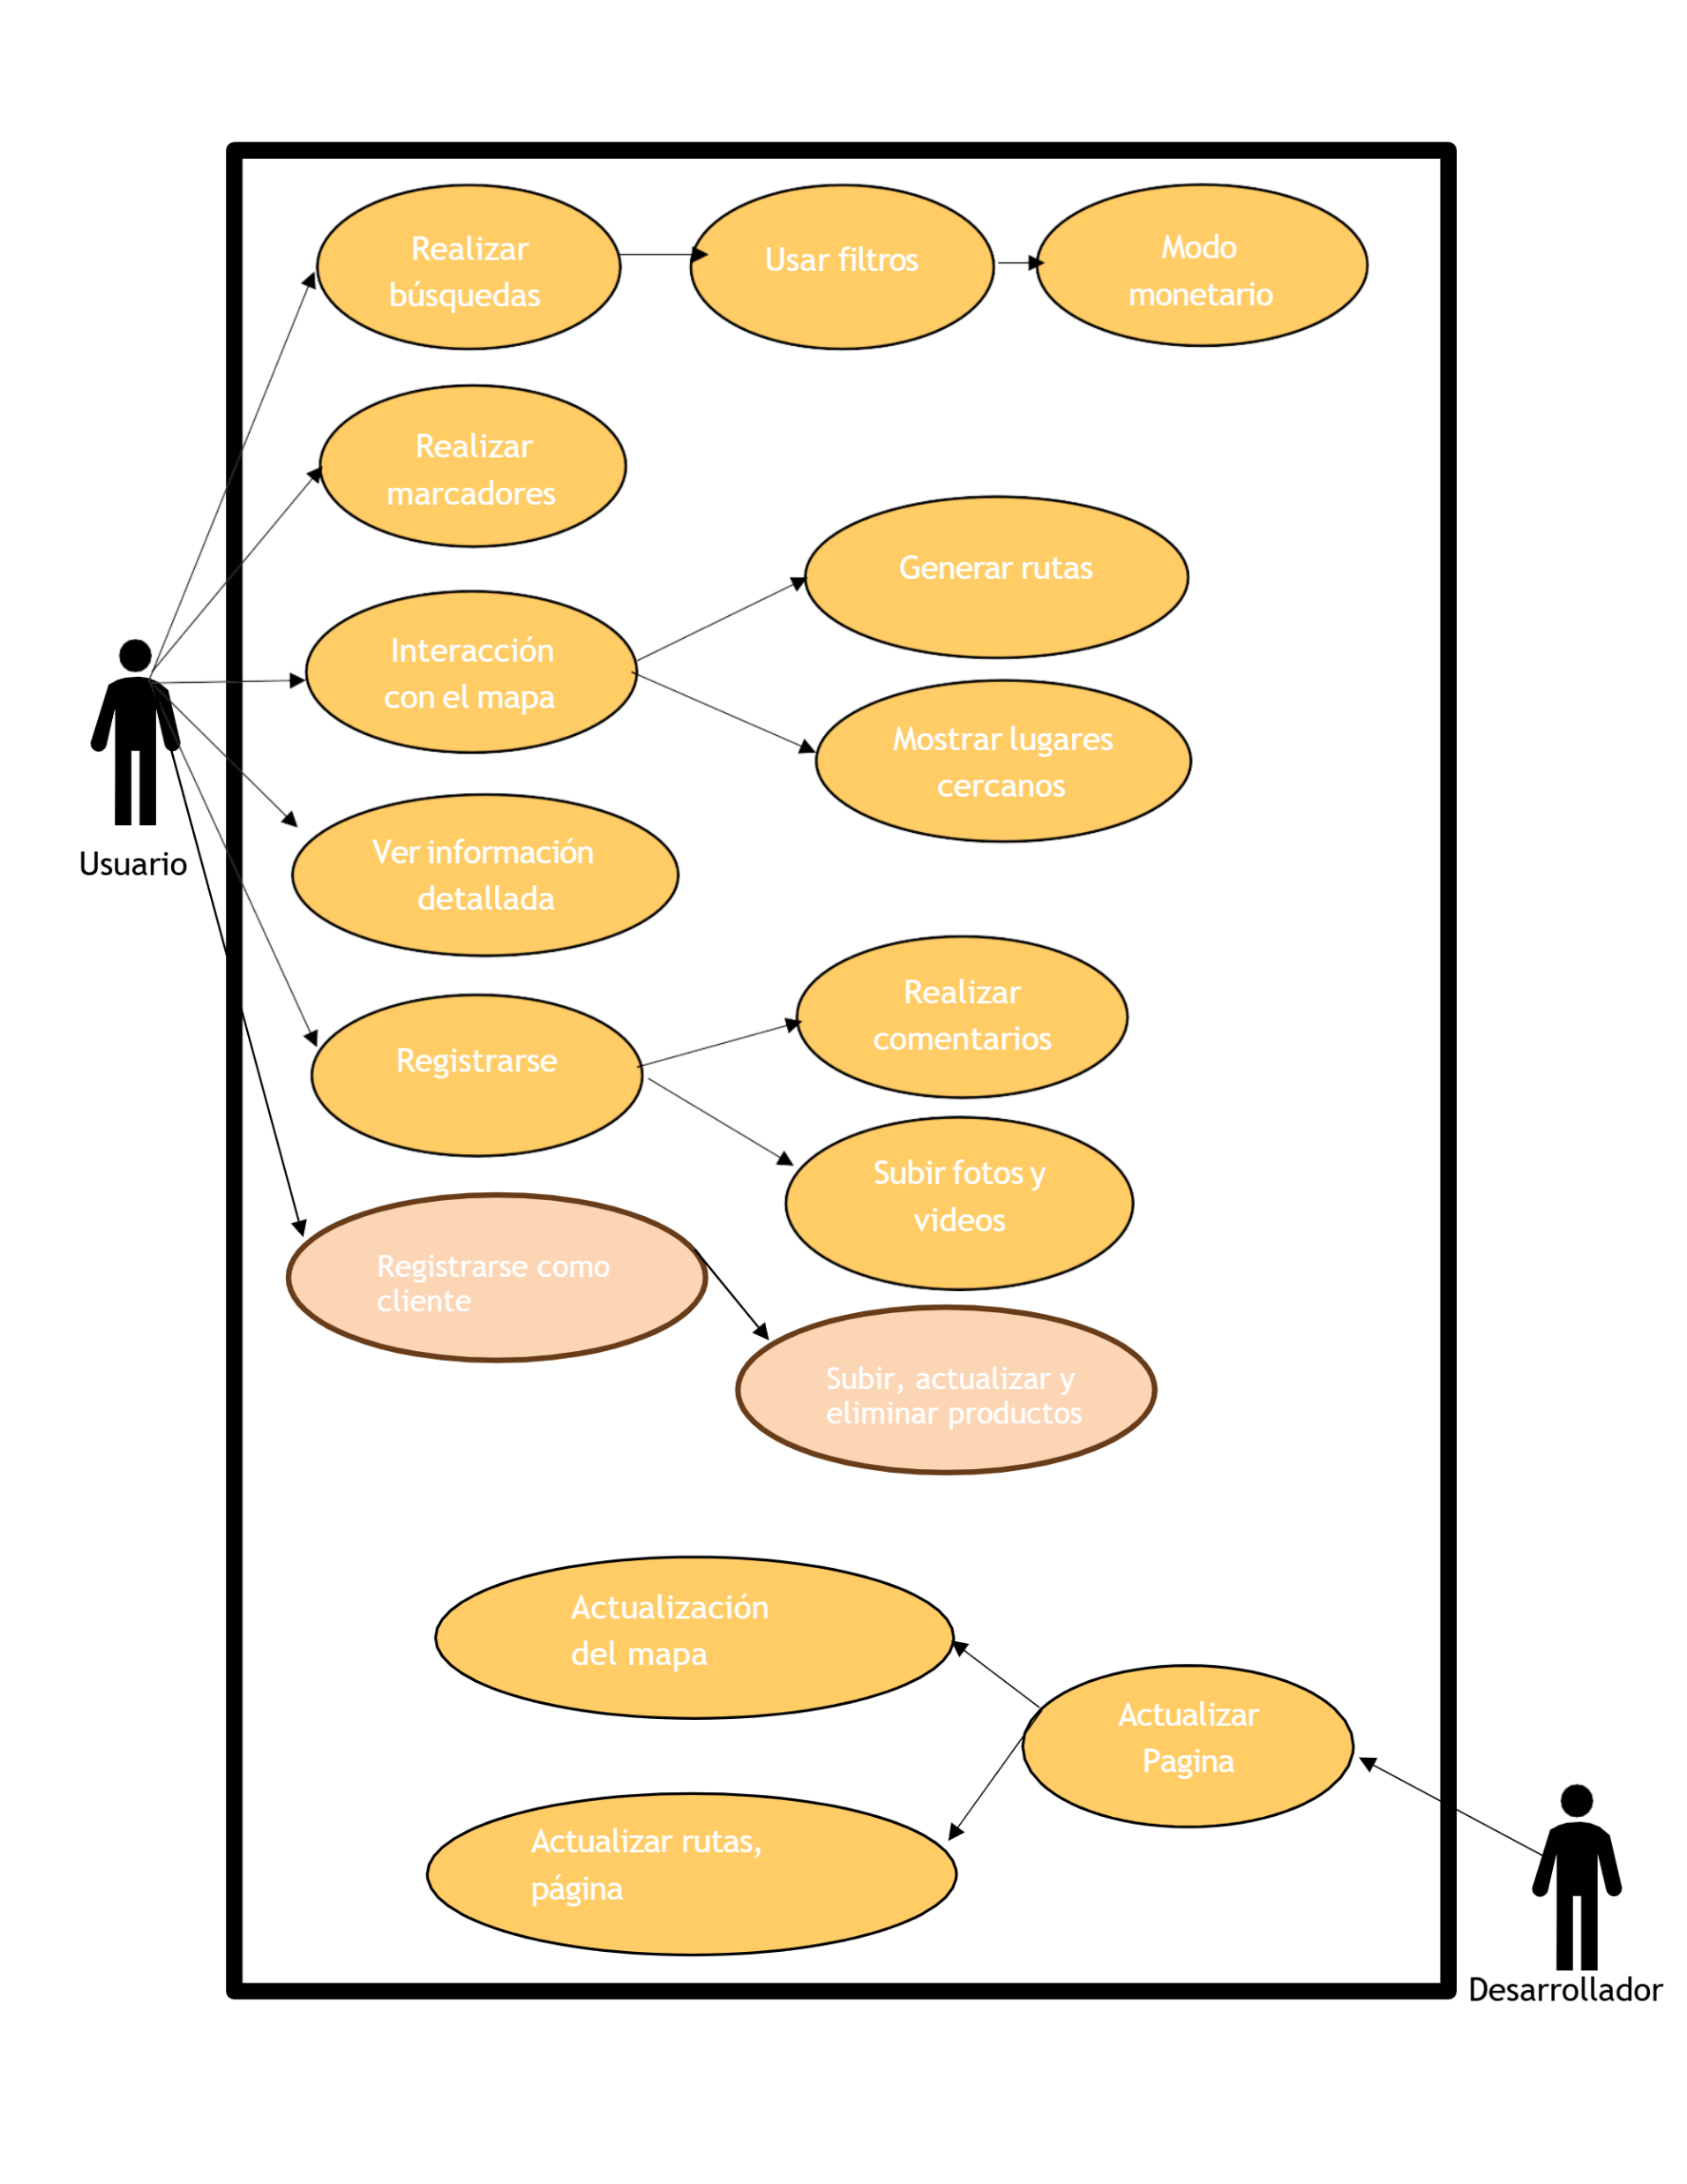 Realizar
búsquedas
Usar filtros
Modo
monetario
Realizar
marcadores
Generar rutas
Interacción
con el mapa
Mostrar lugares
cercanos
Usuario
Ver información
detallada
Realizar
comentarios
Registrarse
Subir fotos y
videos
Registrarse como
cliente
Subir, actualizar y
eliminar productos
Actualización
del mapa
Actualizar
Pagina
Actualizar rutas,
página
Desarrollador